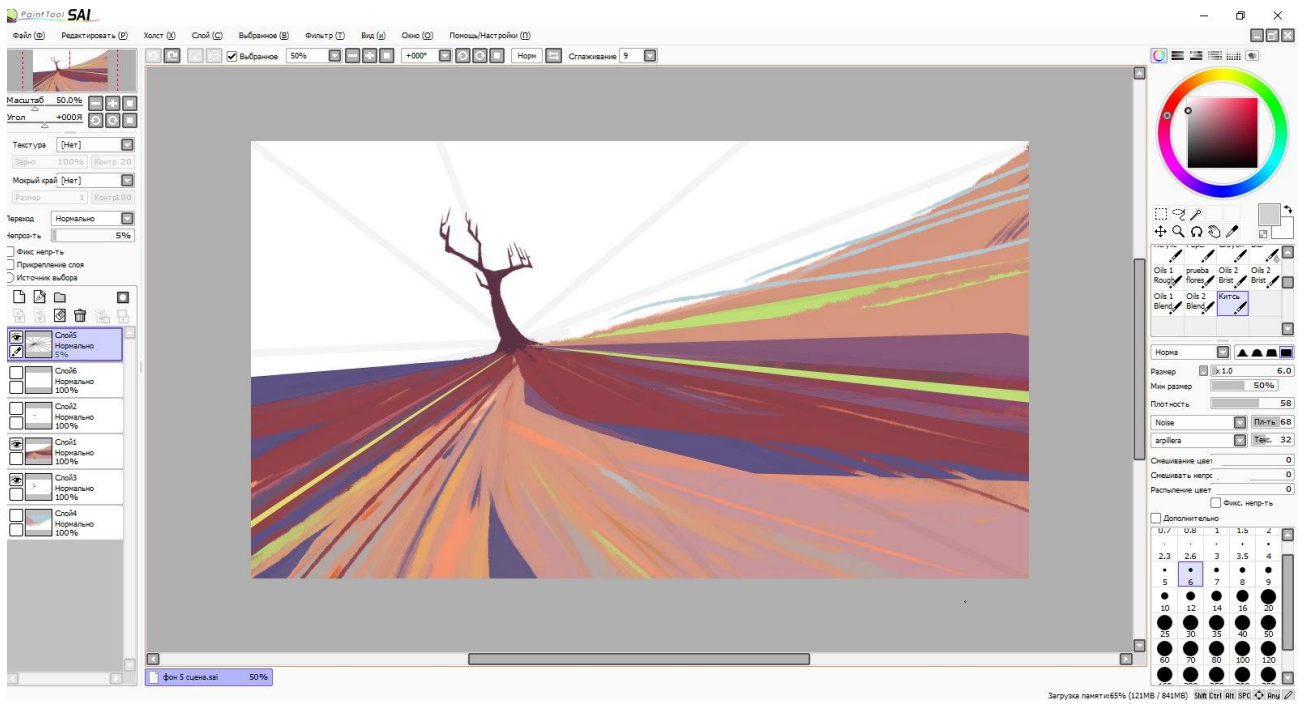 PaintTool SAI
Файл (Ф) Редактировать (Р) Холст (X) Слой (C) Выбранное (B) Фильтр (T) Вид (и) Окно (O) Помощь/Настройки (П)
Выбранное 50% +000° Норм Сглаживание 9
Масштаб 50.0%
Угол +000Я
Текстура [Нет]
Зерно 100% Контр 20
Мокрый край [Нет]
Размер 1 Контр100
Переход Нормально
Непроз-ть 5%
Фикс непр-ть
Прикрепление слоя
Источник выбора
Слой5
Нормально
5%
Слой6
Нормально
100%
Слой2
Нормально
100%
Слой1
Нормально
100%
Слой3
Нормально
100%
Слой4
Нормально
100%
Oils 1 prueba Oils 2 Oils 2
Rough flores Brist Brist
Oils 1 Oils 2 Китсь
Blend Blend
Норма
Размер x 1.0 6.0
Мин размер 50%
Плотность 58
Noise Пл-ть 68
arpillera Текс. 32
Смешивание цвет 0
Смешивать непрс 0
Распыление цвет 0
Фикс. непр-ть
Дополнительно
0.7 0.8 1 1.5 2
2.3 2.6 3 3.5 4
5 6 7 8 9
10 12 14 16 20
25 30 35 40 50
60 70 80 100 120
фон 5 сцена.sai 50%
Загрузка памяти:65% (121MB / 841MB) Shift Ctrl Alt SPC Any